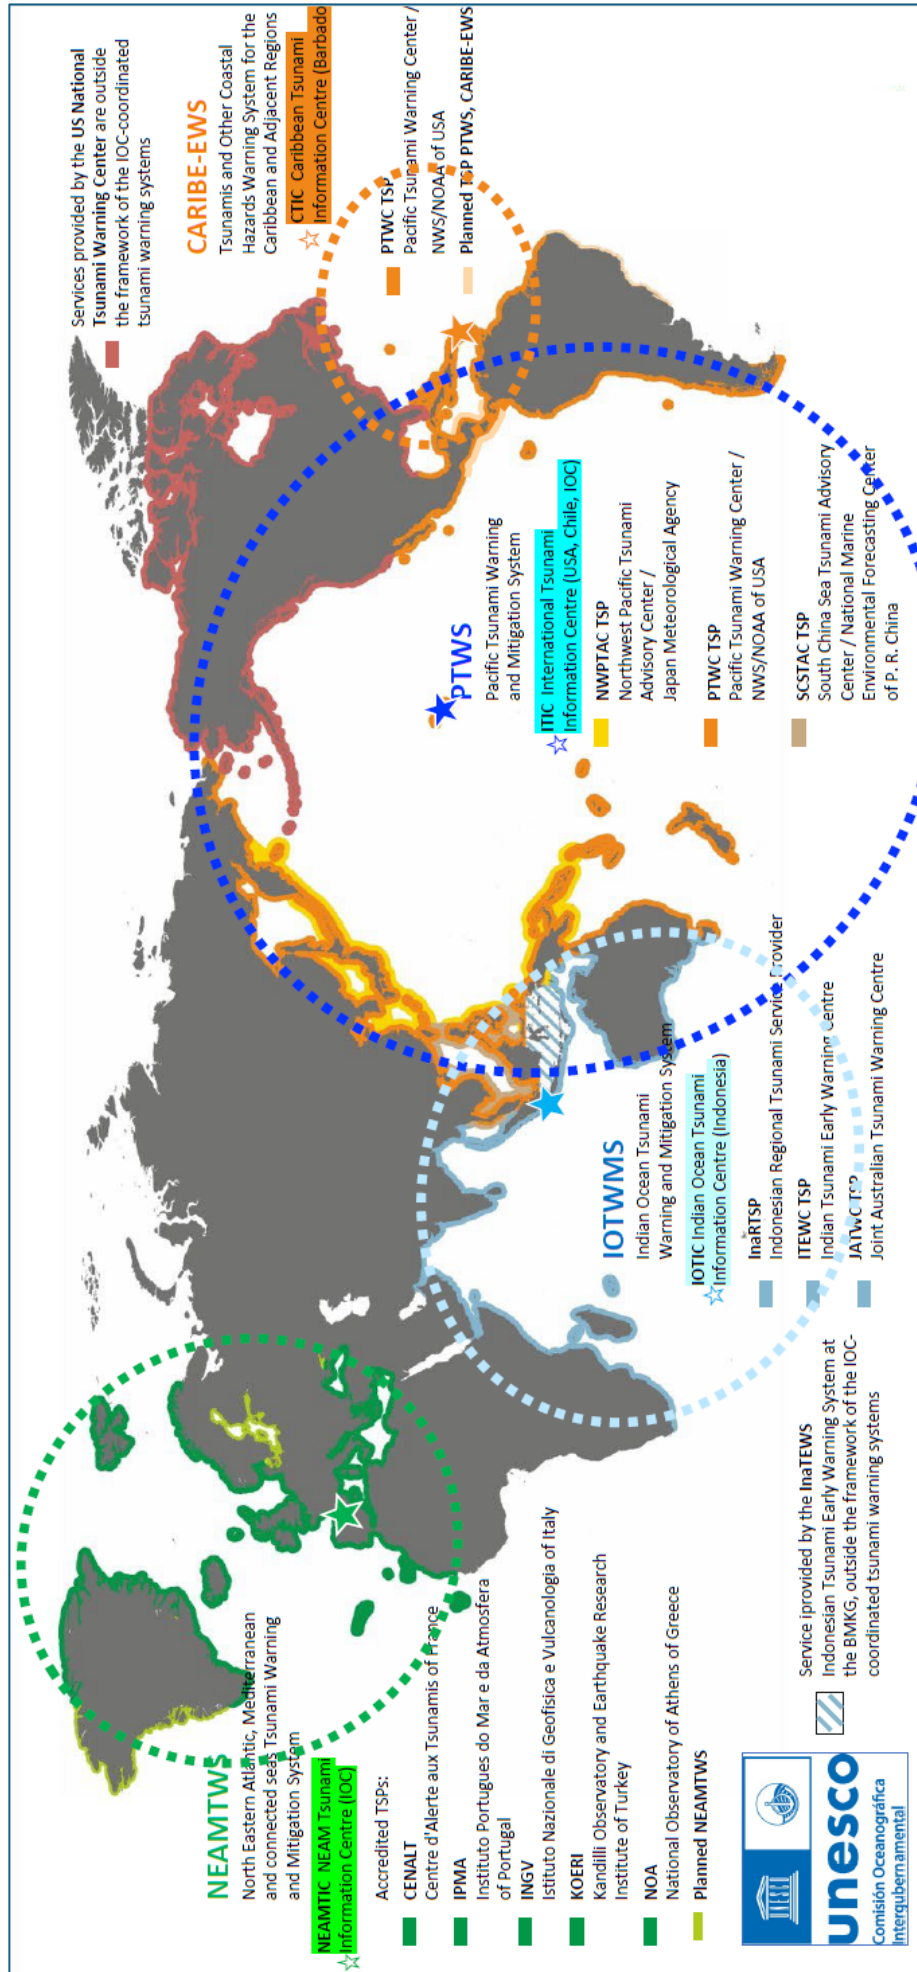 NEAMTWS
North Eastern Atlantic, Mediterranean
and connected seas Tsunami Warning
and Mitigation System
NEAMTIC NEAM Tsunami
Information Centre (IOC)
Accredited TSPs:
CENALT
Centre d'Alerte aux Tsunamis of France
IPMA
Instituto Portugues do Mar e da Atmosfera
of Portugal
INGV
Istituto Nazionale di Geofisica e Vulcanologia of Italy
KOERI
Kandilli Observatory and Earthquake Research
Institute of Turkey
NOA
National Observatory of Athens of Greece
Planned NEAMTWS
unesco
Comisión Oceanográfica
Intergubernamental
Service iprovided by the InaTEWS
Indonesian Tsunami Early Warning System at
the BMKG, outside the framework of the IOC-
coordinated tsunami warning systems
IOTWMS
Indian Ocean Tsunami
Warning and Mitigation System
IOTIC Indian Ocean Tsunami
Information Centre (Indonesia)
InaRTSP
Indonesian Regional Tsunami Service Provider
ITEWC TSP
Indian Tsunami Early Warning Centre
JATWC TSP
Joint Australian Tsunami Warning Centre
PTWS
Pacific Tsunami Warning
and Mitigation System
ITIC International Tsunami
Information Centre (USA, Chile, IOC)
NWPTAC TSP
Northwest Pacific Tsunami
Advisory Center /
Japan Meteorological Agency
PTWC TSP
Pacific Tsunami Warning Center /
NWS/NOAA of USA
SCSTAC TSP
South China Sea Tsunami Advisory
Center / National Marine
Environmental Forecasting Center
of P. R. China
Services provided by the US National
Tsunami Warning Center are outside
the framework of the IOC-coordinated
tsunami warning systems
CARIBE-EWS
Tsunamis and Other Coastal
Hazards Warning System for the
Caribbean and Adjacent Regions
CTIC Caribbean Tsunami
Information Centre (Barbado
PTWC TSP
Pacific Tsunami Warning Center /
NWS/NOAA of USA
Planned TSP PTWS, CARIBE-EWS